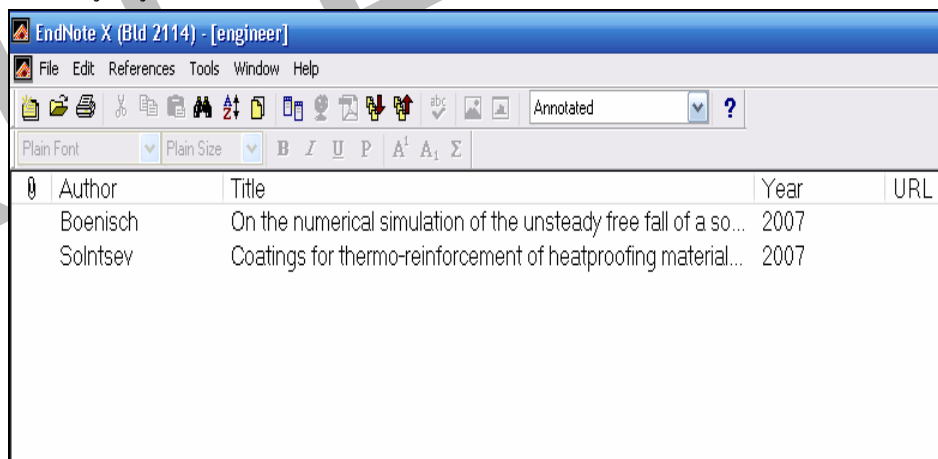 EndNote X (Bld 2114) - [engineer]
File Edit References Tools Window Help
Annotated ?
Plain Font Plain Size B I U P A1 A1 Σ
Author Title Year URL
Boenisch On the numerical simulation of the unsteady free fall of a so... 2007
Solntsev Coatings for thermo-reinforcement of heatproofing material... 2007